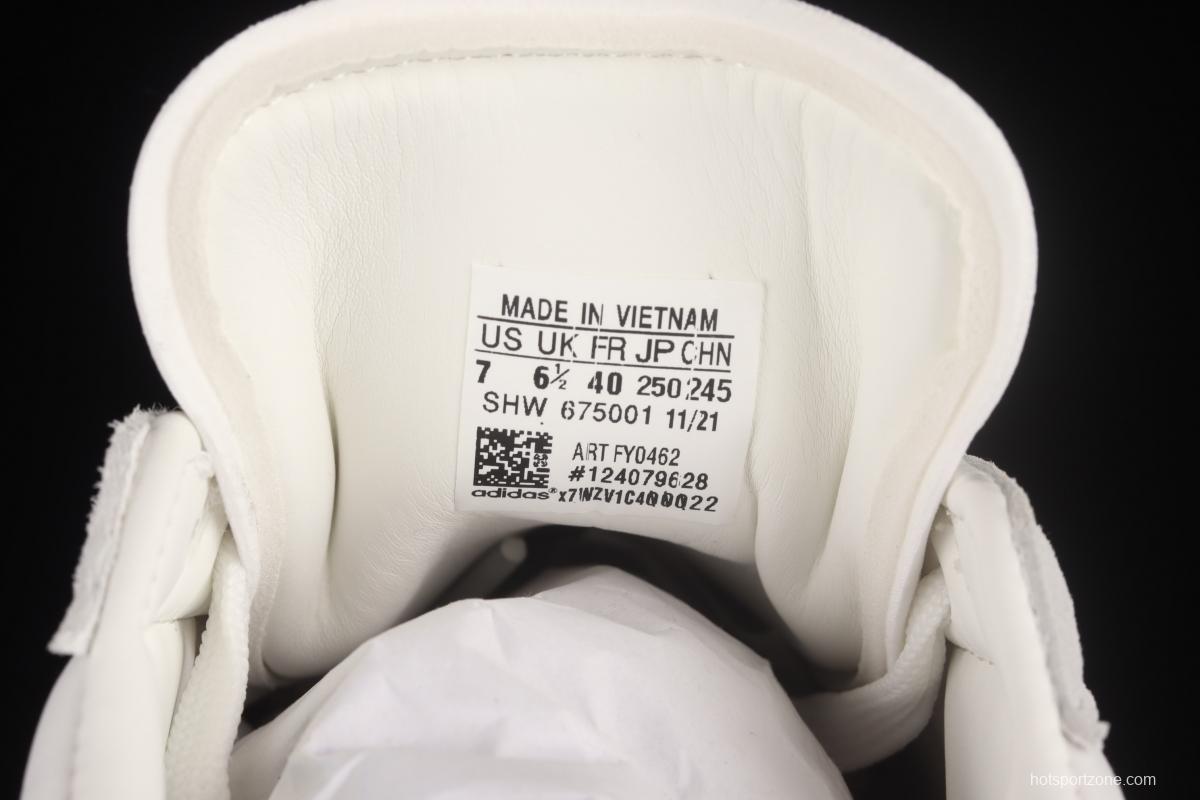 MADE IN VIETNAM
US UK FR JP CHN
7 6½ 40 250 245
SHW 675001 11/21
ART FY0462
#124079628
adidas® x7WZV1C40QQ22
hotsportzone.com